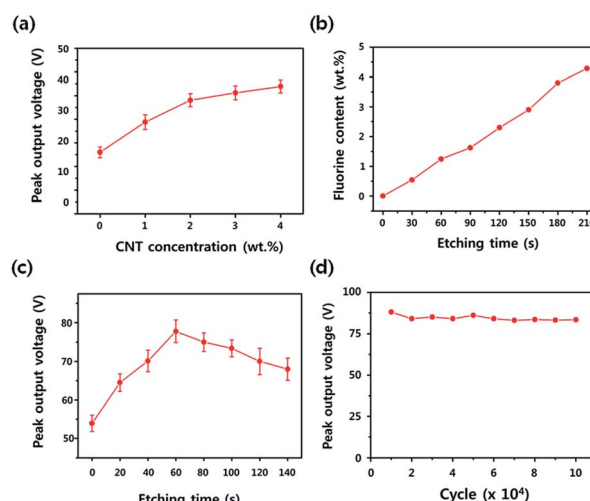 (a)
Peak output voltage (V)
50
40
30
20
10
0
0 1 2 3 4
CNT concentration (wt.%)
(b)
Fluorine content (wt.%)
5
4
3
2
1
0
0 30 60 90 120 150 180 210
Etching time (s)
(c)
Peak output voltage (V)
80
70
60
50
0 20 40 60 80 100 120 140
Etching time (s)
(d)
Peak output voltage (V)
100
75
50
25
0
0 2 4 6 8 10
Cycle (x 10⁴)